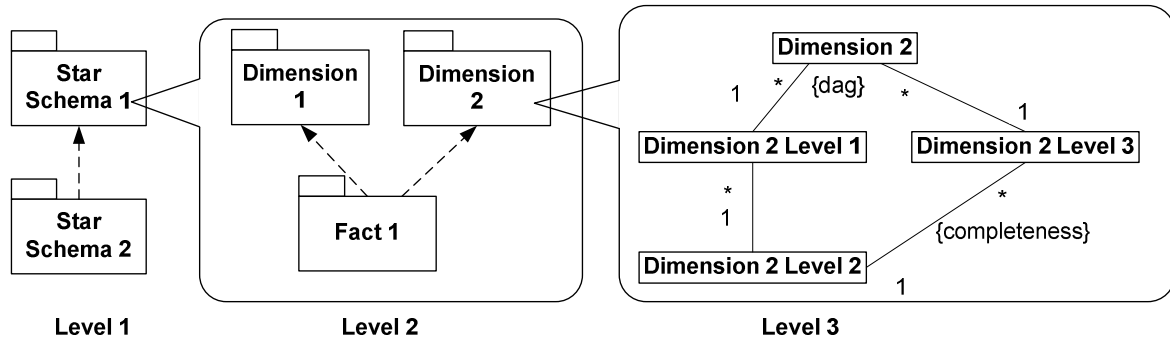 Star
Schema 1
Star
Schema 2
Level 1
Dimension
1
Dimension
2
Fact 1
Level 2
Dimension 2
1
*
{dag}
*
1
Dimension 2 Level 1
Dimension 2 Level 3
*
1
*
{completeness}
Dimension 2 Level 2
1
Level 3